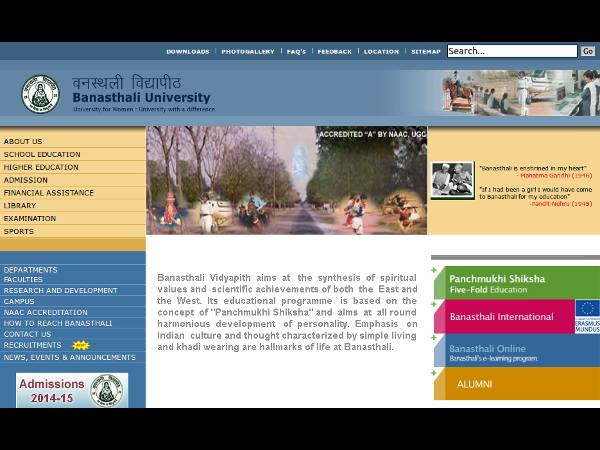 DOWNLOADS | PHOTOGALLERY | FAQ's | FEEDBACK | LOCATION | SITEMAP Search... Go
वनस्थली विद्यापीठ
Banasthali University
University for Women : University with a difference
ACCREDITED "A" BY NAAC, UGC
ABOUT US
SCHOOL EDUCATION
HIGHER EDUCATION
ADMISSION
FINANCIAL ASSISTANCE
LIBRARY
EXAMINATION
SPORTS
"Banasthali is enshrined in my heart"
- Mahatma Gandhi (1946)
"If I had been a girl I would have come
to Banasthali for my education"
-Pandit Nehru (1945)
DEPARTMENTS
FACULTIES
RESEARCH AND DEVELOPMENT
CAMPUS
NAAC ACCREDITATION
HOW TO REACH BANASTHALI
CONTACT US
RECRUITMENTS
NEWS, EVENTS & ANNOUNCEMENTS
Admissions
2014-15
Banasthali Vidyapith aims at the synthesis of spiritual
values and scientific achievements of both the East and
the West. Its educational programme is based on the
concept of "Panchmukhi Shiksha" and aims at all round
harmonious development of personality. Emphasis on
Indian culture and thought characterized by simple living
and khadi wearing are hallmarks of life at Banasthali.
Panchmukhi Shiksha
Five-Fold Education
Banasthali International
ERASMUS
MUNDUS
Banasthali Online
Banasthali's e-learning program.
ALUMNI